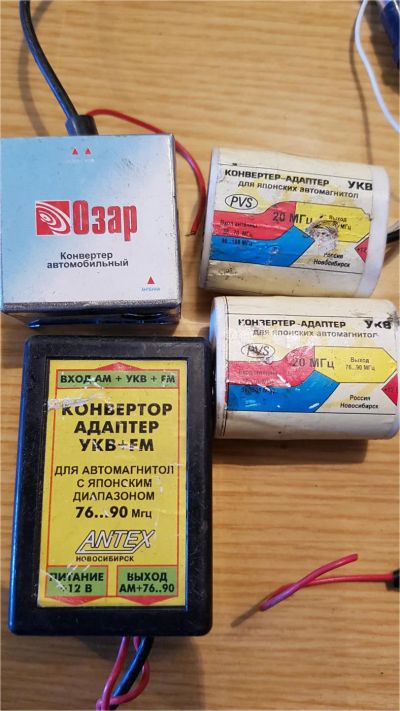 Озар
Конвертер
автомобильный
АНТЕННА
КОНВЕРТЕР-АДАПТЕР УКВ
ДЛЯ ЯПОНСКИХ АВТОМАГНИТОЛ
PVS
20 МГц
Выход
Россия
Новосибирск
КОНВЕРТЕР-АДАПТЕР УКВ
ДЛЯ ЯПОНСКИХ АВТОМАГНИТОЛ
PVS
20 МГц
Выход
76..90 МГц
Россия
Новосибирск
ВХОД АМ + УКВ + FM
КОНВЕРТОР
АДАПТЕР
УКВ+FM
ДЛЯ АВТОМАГНИТОЛ
С ЯПОНСКИМ
ДИАПАЗОНОМ
76...90 Мгц
ANTEX
НОВОСИБИРСК
ПИТАНИЕ
+12 В
ВЫХОД
АМ+76..90